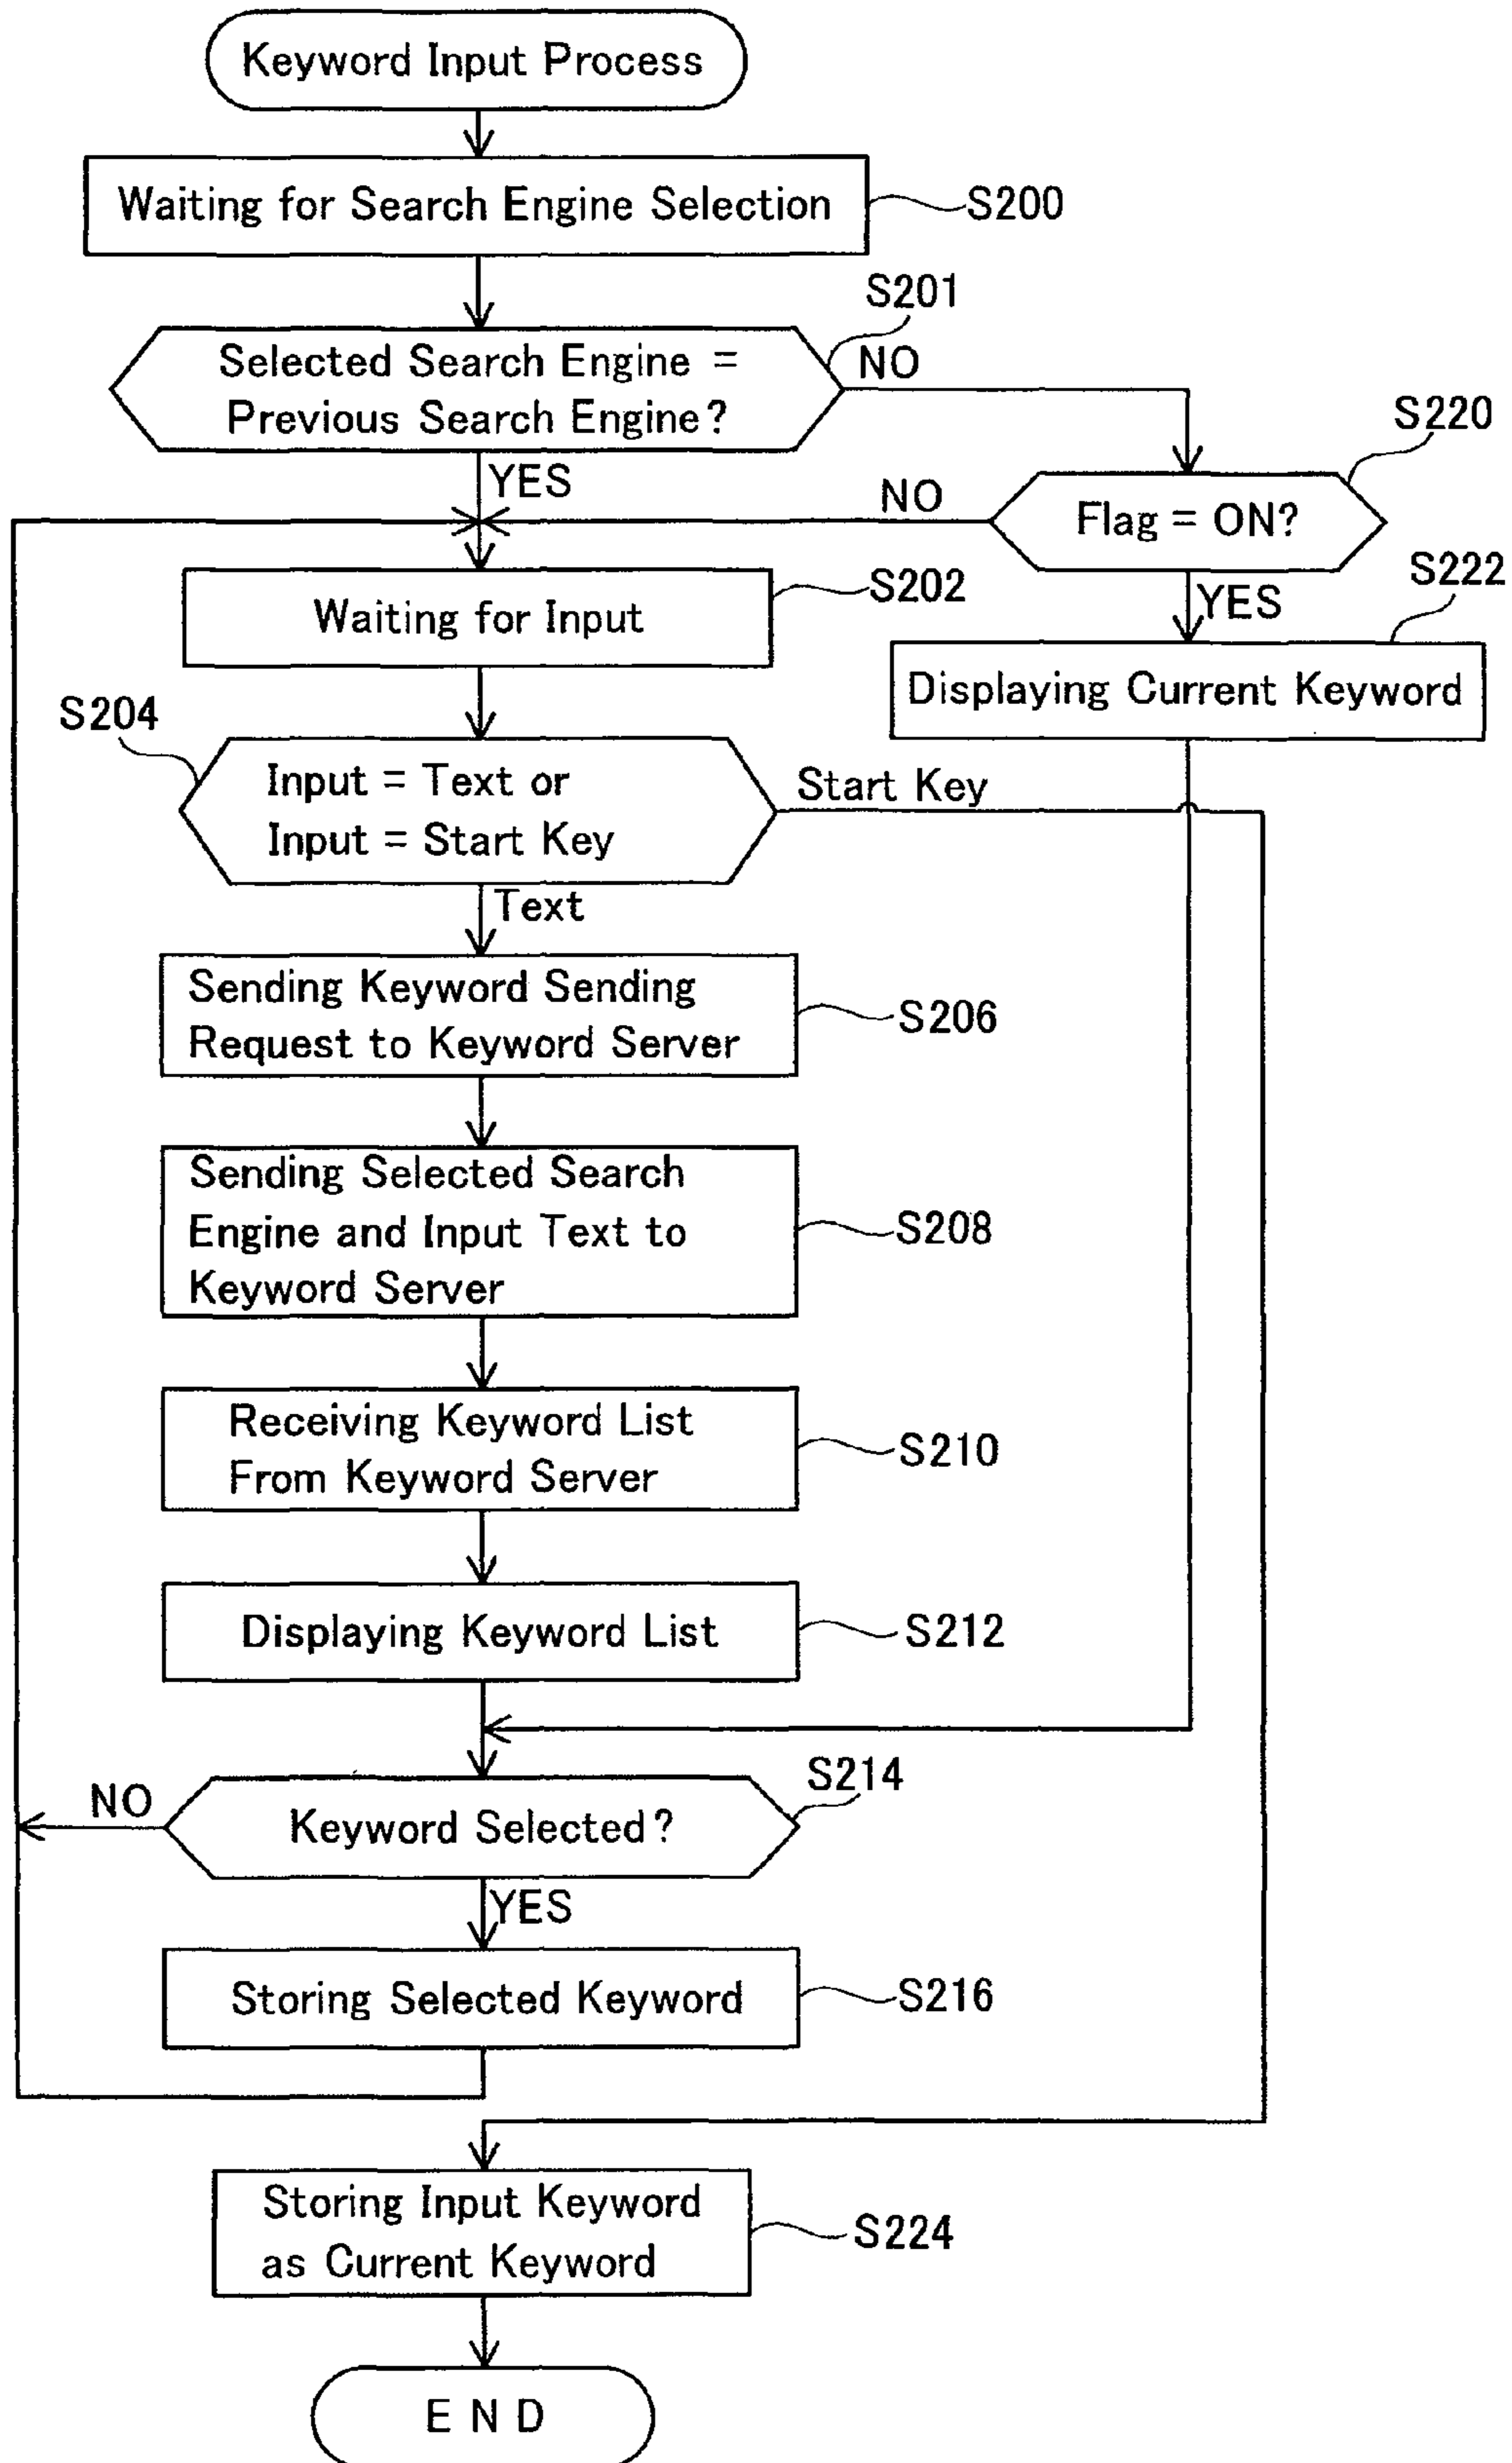 Keyword Input Process
Waiting for Search Engine Selection
S200
S201
Selected Search Engine =
Previous Search Engine?
NO
YES
S220
Flag = ON?
NO
YES
S222
Displaying Current Keyword
Waiting for Input
S202
S204
Input = Text or
Input = Start Key
Start Key
Text
Sending Keyword Sending
Request to Keyword Server
S206
Sending Selected Search
Engine and Input Text to
Keyword Server
S208
Receiving Keyword List
From Keyword Server
S210
Displaying Keyword List
S212
S214
Keyword Selected?
NO
YES
Storing Selected Keyword
S216
Storing Input Keyword
as Current Keyword
S224
END